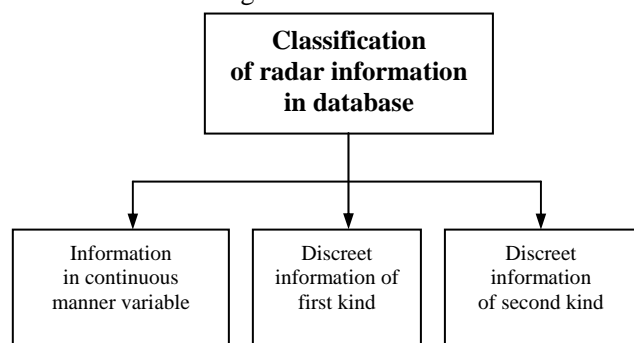 Classification
of radar information
in database
Information
in continuous
manner variable
Discreet
information of
first kind
Discreet
information
of second kind